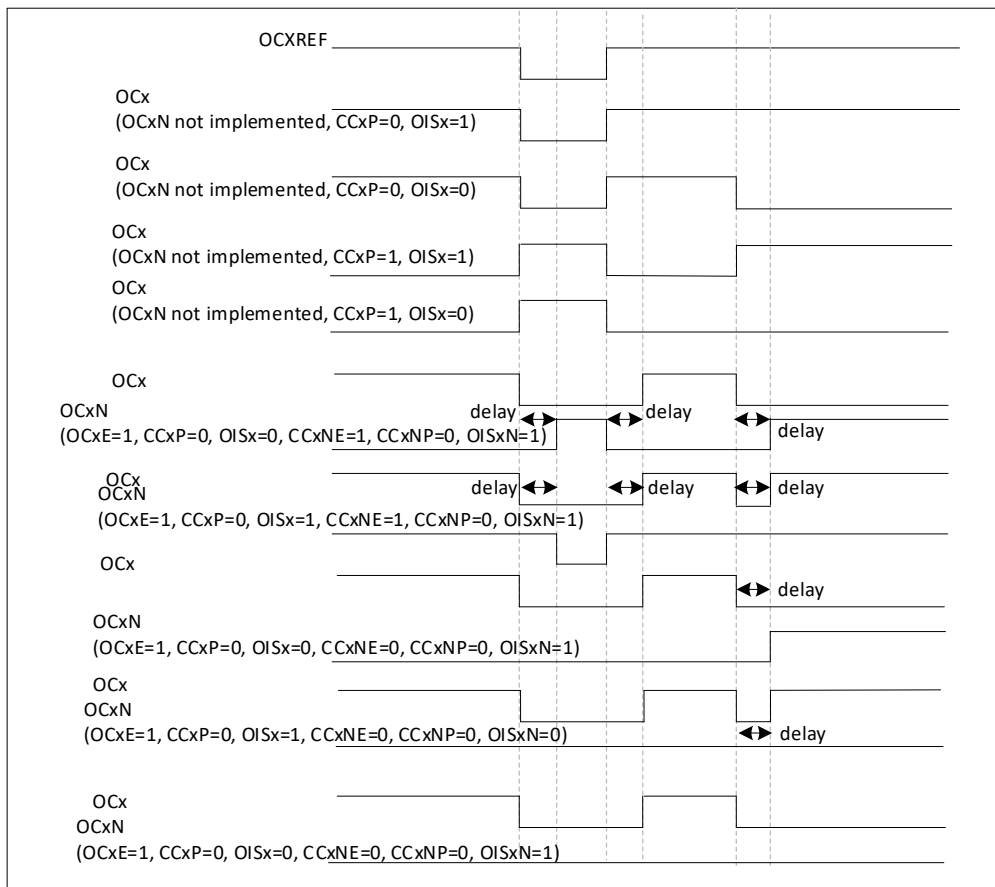 OCXREF
OCx
(OCxN not implemented, CCxP=0, OISx=1)
OCx
(OCxN not implemented, CCxP=0, OISx=0)
OCx
(OCxN not implemented, CCxP=1, OISx=1)
OCx
(OCxN not implemented, CCxP=1, OISx=0)
OCx
OCxN
delay
delay
(OCxE=1, CCxP=0, OISx=0, CCxNE=1, CCxNP=0, OISxN=1)
delay
OCx
delay
delay
delay
OCxN
(OCxE=1, CCxP=0, OISx=1, CCxNE=1, CCxNP=0, OISxN=1)
OCx
delay
OCxN
(OCxE=1, CCxP=0, OISx=0, CCxNE=0, CCxNP=0, OISxN=1)
OCx
OCxN
(OCxE=1, CCxP=0, OISx=1, CCxNE=0, CCxNP=0, OISxN=0)
delay
OCx
OCxN
(OCxE=1, CCxP=0, OISx=0, CCxNE=0, CCxNP=0, OISxN=1)